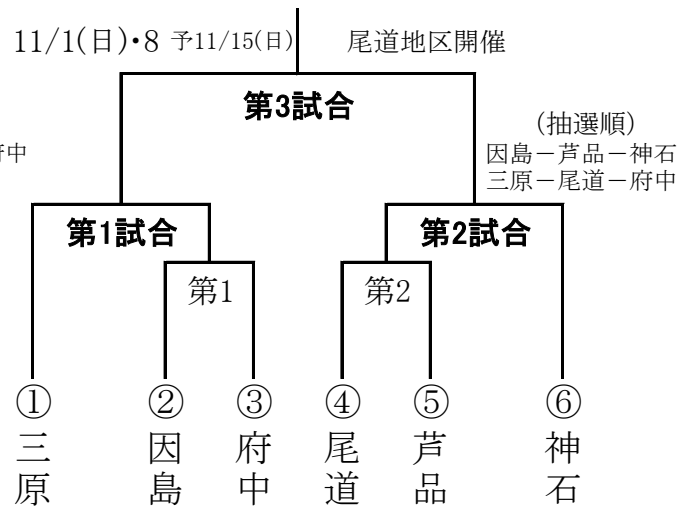 11/1(日)・8 予11/15(日)
尾道地区開催
第3試合
(抽選順)
因島－芦品－神石
三原－尾道－府中
府中
第1試合
第2試合
第1
第2
①
②
③
④
⑤
⑥
三原
因島
府中
尾道
芦品
神石